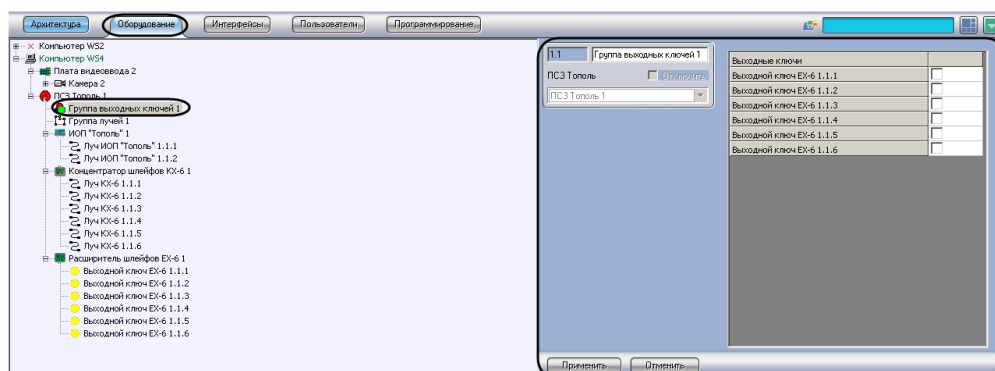 Архитектура Оборудование Интерфейсы Пользователи Программирование
Компьютер WS2
Компьютер WS4
Плата видеоввода 2
Камера 2
ПСЗ Тополь 1
Группа выходных ключей 1
Группа лучей 1
ИОП "Тополь" 1
Луч ИОП "Тополь" 1.1.1
Луч ИОП "Тополь" 1.1.2
Концентратор шлейфов КХ-6 1
Луч КХ-6 1.1.1
Луч КХ-6 1.1.2
Луч КХ-6 1.1.3
Луч КХ-6 1.1.4
Луч КХ-6 1.1.5
Луч КХ-6 1.1.6
Расширитель шлейфов ЕХ-6 1
Выходной ключ ЕХ-6 1.1.1
Выходной ключ ЕХ-6 1.1.2
Выходной ключ ЕХ-6 1.1.3
Выходной ключ ЕХ-6 1.1.4
Выходной ключ ЕХ-6 1.1.5
Выходной ключ ЕХ-6 1.1.6
1.1 Группа выходных ключей 1
ПСЗ Тополь Отключить
ПСЗ Тополь 1
Выходные ключи
Выходной ключ ЕХ-6 1.1.1
Выходной ключ ЕХ-6 1.1.2
Выходной ключ ЕХ-6 1.1.3
Выходной ключ ЕХ-6 1.1.4
Выходной ключ ЕХ-6 1.1.5
Выходной ключ ЕХ-6 1.1.6
Применить Отменить